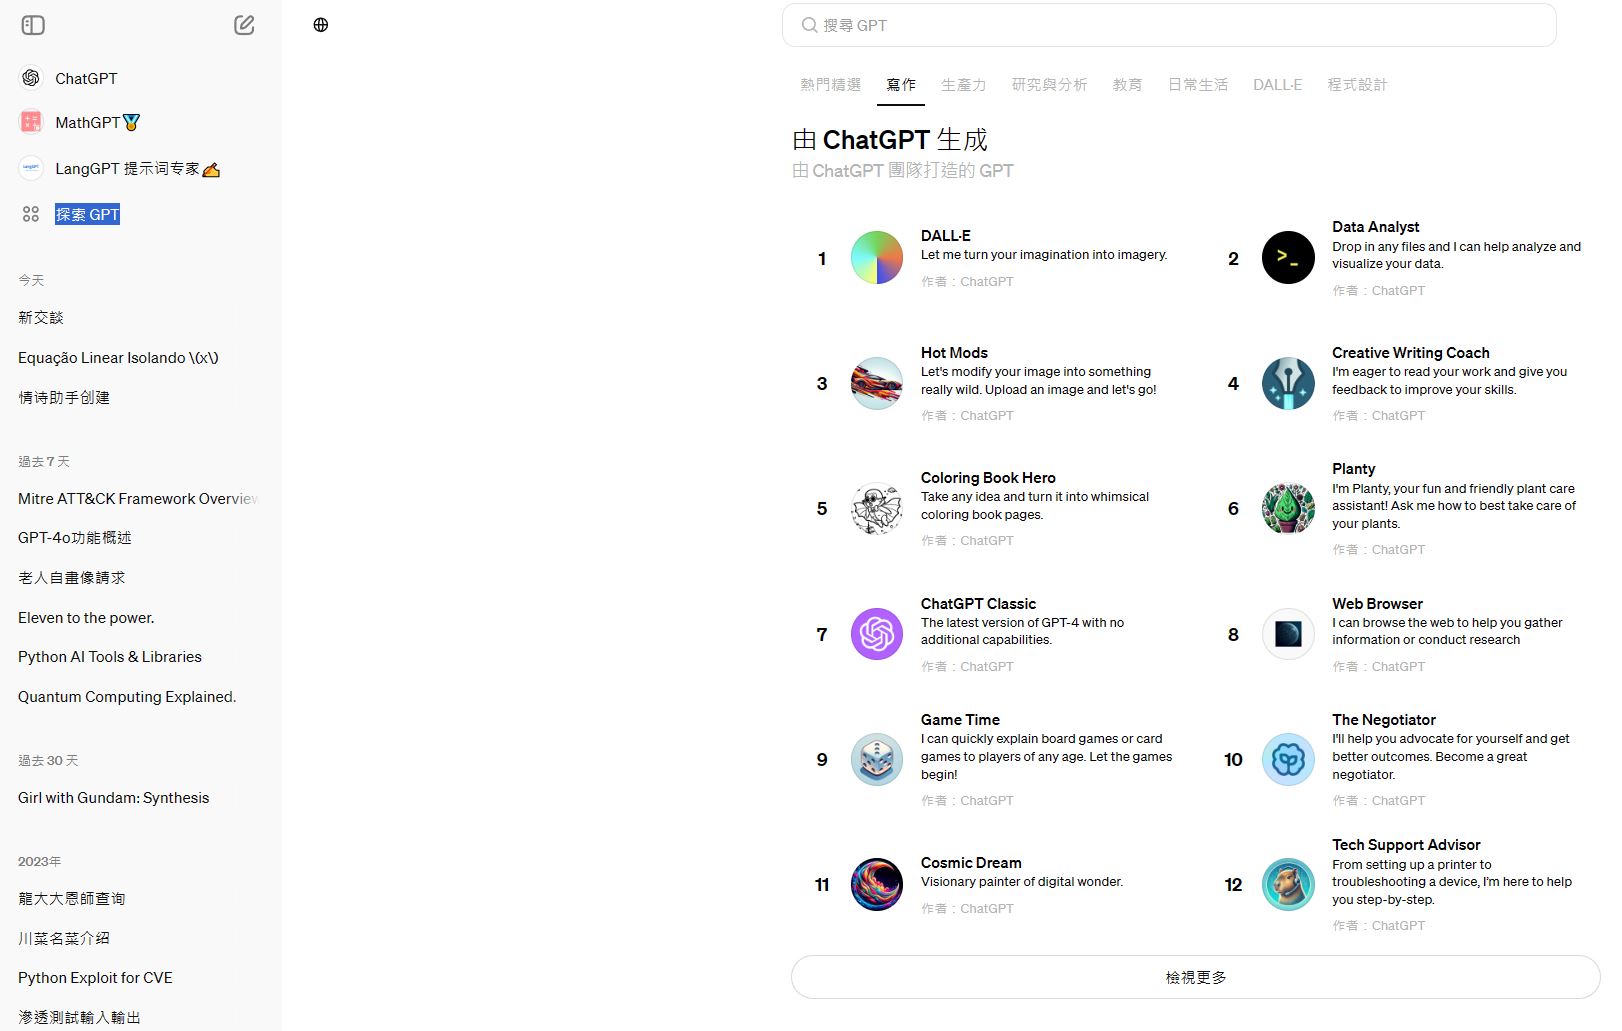 ChatGPT
MathGPT🏅
LangGPT 提示词专家✍
探索 GPT
今天
新交談
Equação Linear Isolando \(x\)
情诗助手创建
過去 7 天
Mitre ATT&CK Framework Overview
GPT-4o功能概述
老人自畫像請求
Eleven to the power.
Python AI Tools & Libraries
Quantum Computing Explained.
過去 30 天
Girl with Gundam: Synthesis
2023年
龍大大恩師查询
川菜名菜介绍
Python Exploit for CVE
滲透測試輸入輸出
搜尋 GPT
熱門精選 寫作 生產力 研究與分析 教育 日常生活 DALL·E 程式設計
由 ChatGPT 生成
由 ChatGPT 團隊打造的 GPT
1
DALL·E
Let me turn your imagination into imagery.
作者：ChatGPT
2
Data Analyst
Drop in any files and I can help analyze and
visualize your data.
作者：ChatGPT
3
Hot Mods
Let's modify your image into something
really wild. Upload an image and let's go!
作者：ChatGPT
4
Creative Writing Coach
I'm eager to read your work and give you
feedback to improve your skills.
作者：ChatGPT
5
Coloring Book Hero
Take any idea and turn it into whimsical
coloring book pages.
作者：ChatGPT
6
Planty
I'm Planty, your fun and friendly plant care
assistant! Ask me how to best take care of
your plants.
作者：ChatGPT
7
ChatGPT Classic
The latest version of GPT-4 with no
additional capabilities.
作者：ChatGPT
8
Web Browser
I can browse the web to help you gather
information or conduct research
作者：ChatGPT
9
Game Time
I can quickly explain board games or card
games to players of any age. Let the games
begin!
作者：ChatGPT
10
The Negotiator
I'll help you advocate for yourself and get
better outcomes. Become a great
negotiator.
作者：ChatGPT
11
Cosmic Dream
Visionary painter of digital wonder.
作者：ChatGPT
12
Tech Support Advisor
From setting up a printer to
troubleshooting a device, I'm here to help
you step-by-step.
作者：ChatGPT
檢視更多